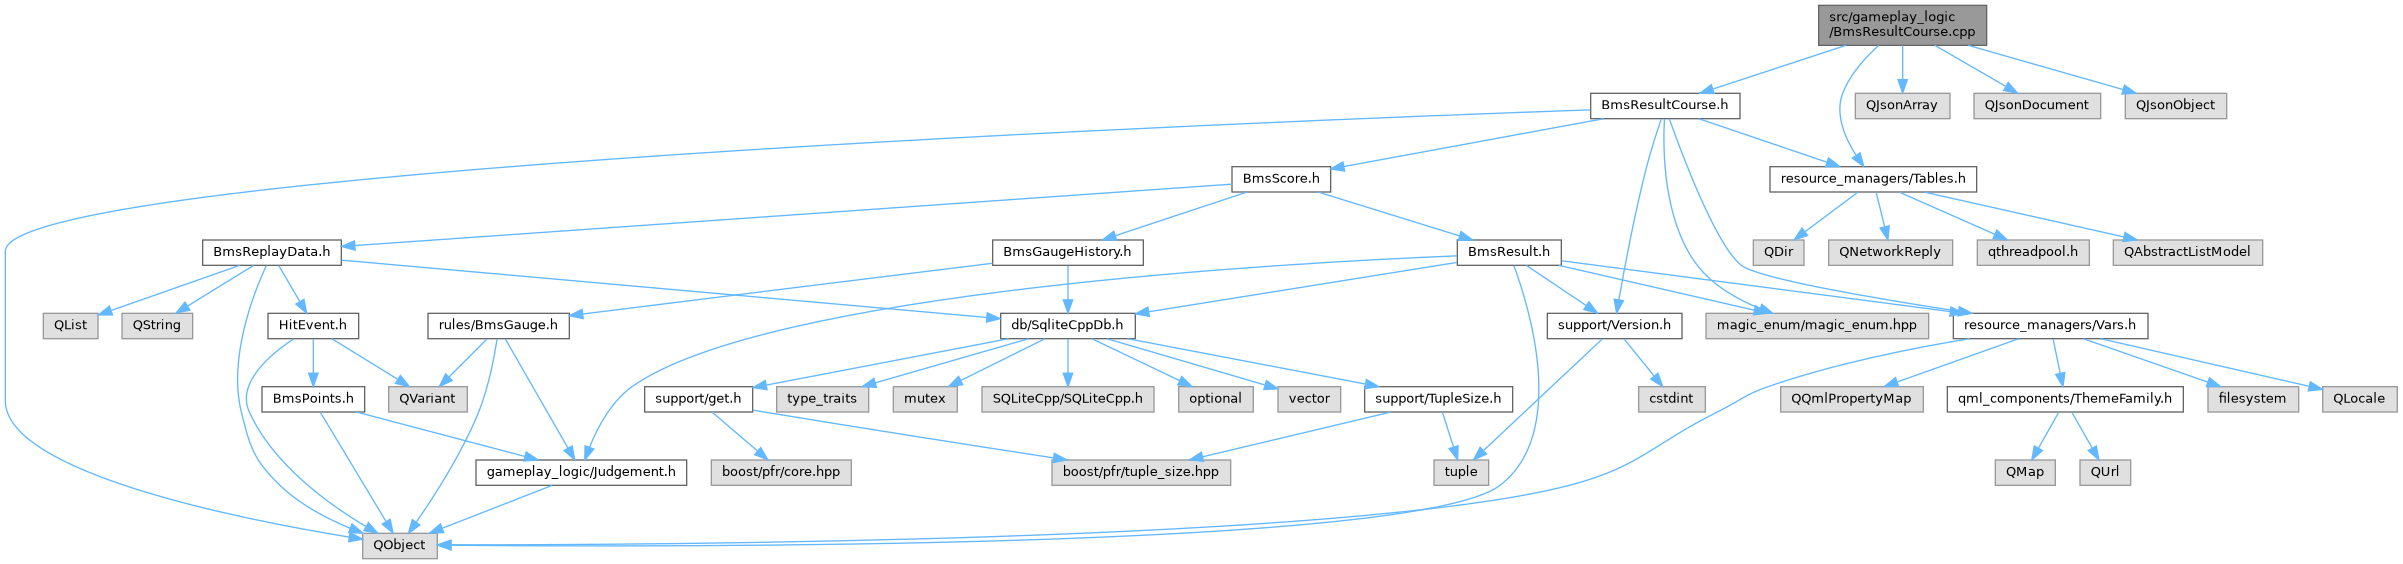 src/gameplay_logic
/BmsResultCourse.cpp
BmsResultCourse.h
QJsonArray
QJsonDocument
QJsonObject
BmsScore.h
resource_managers/Tables.h
BmsReplayData.h
BmsGaugeHistory.h
BmsResult.h
QDir
QNetworkReply
qthreadpool.h
QAbstractListModel
QList
QString
HitEvent.h
rules/BmsGauge.h
db/SqliteCppDb.h
support/Version.h
magic_enum/magic_enum.hpp
resource_managers/Vars.h
BmsPoints.h
QVariant
support/get.h
type_traits
mutex
SQLiteCpp/SQLiteCpp.h
optional
vector
support/TupleSize.h
cstdint
QQmlPropertyMap
qml_components/ThemeFamily.h
filesystem
QLocale
gameplay_logic/Judgement.h
boost/pfr/core.hpp
boost/pfr/tuple_size.hpp
tuple
QMap
QUrl
QObject